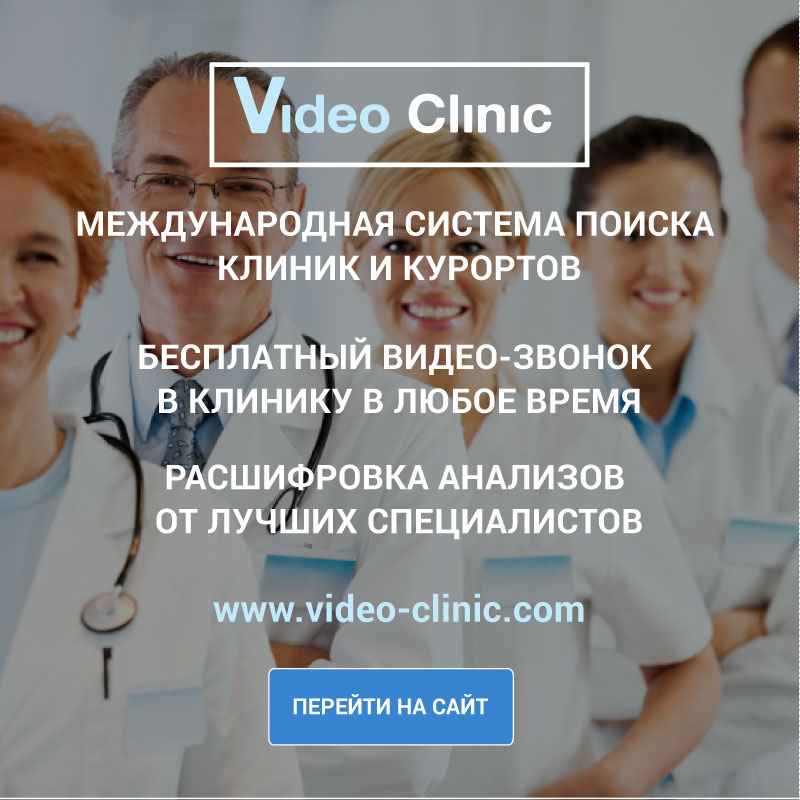 Video Clinic
МЕЖДУНАРОДНАЯ СИСТЕМА ПОИСКА
КЛИНИК И КУРОРТОВ
БЕСПЛАТНЫЙ ВИДЕО-ЗВОНОК
В КЛИНИКУ В ЛЮБОЕ ВРЕМЯ
РАСШИФРОВКА АНАЛИЗОВ
ОТ ЛУЧШИХ СПЕЦИАЛИСТОВ
www.video-clinic.com
ПЕРЕЙТИ НА САЙТ